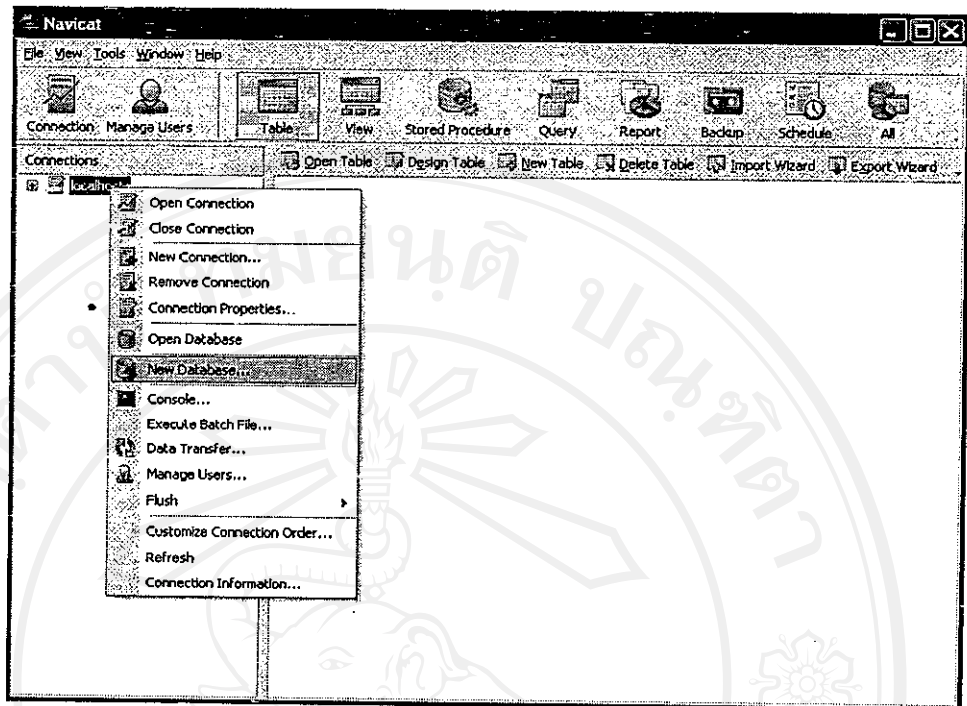 Navicat
File View Tools Window Help
Connection Manage Users Table View Stored Procedure Query Report Backup Schedule All
Connections
Open Table Design Table New Table Delete Table Import Wizard Export Wizard
localhost
Open Connection
Close Connection
New Connection...
Remove Connection
Connection Properties...
Open Database
New Database...
Console...
Execute Batch File...
Data Transfer...
Manage Users...
Flush
Customize Connection Order...
Refresh
Connection Information...